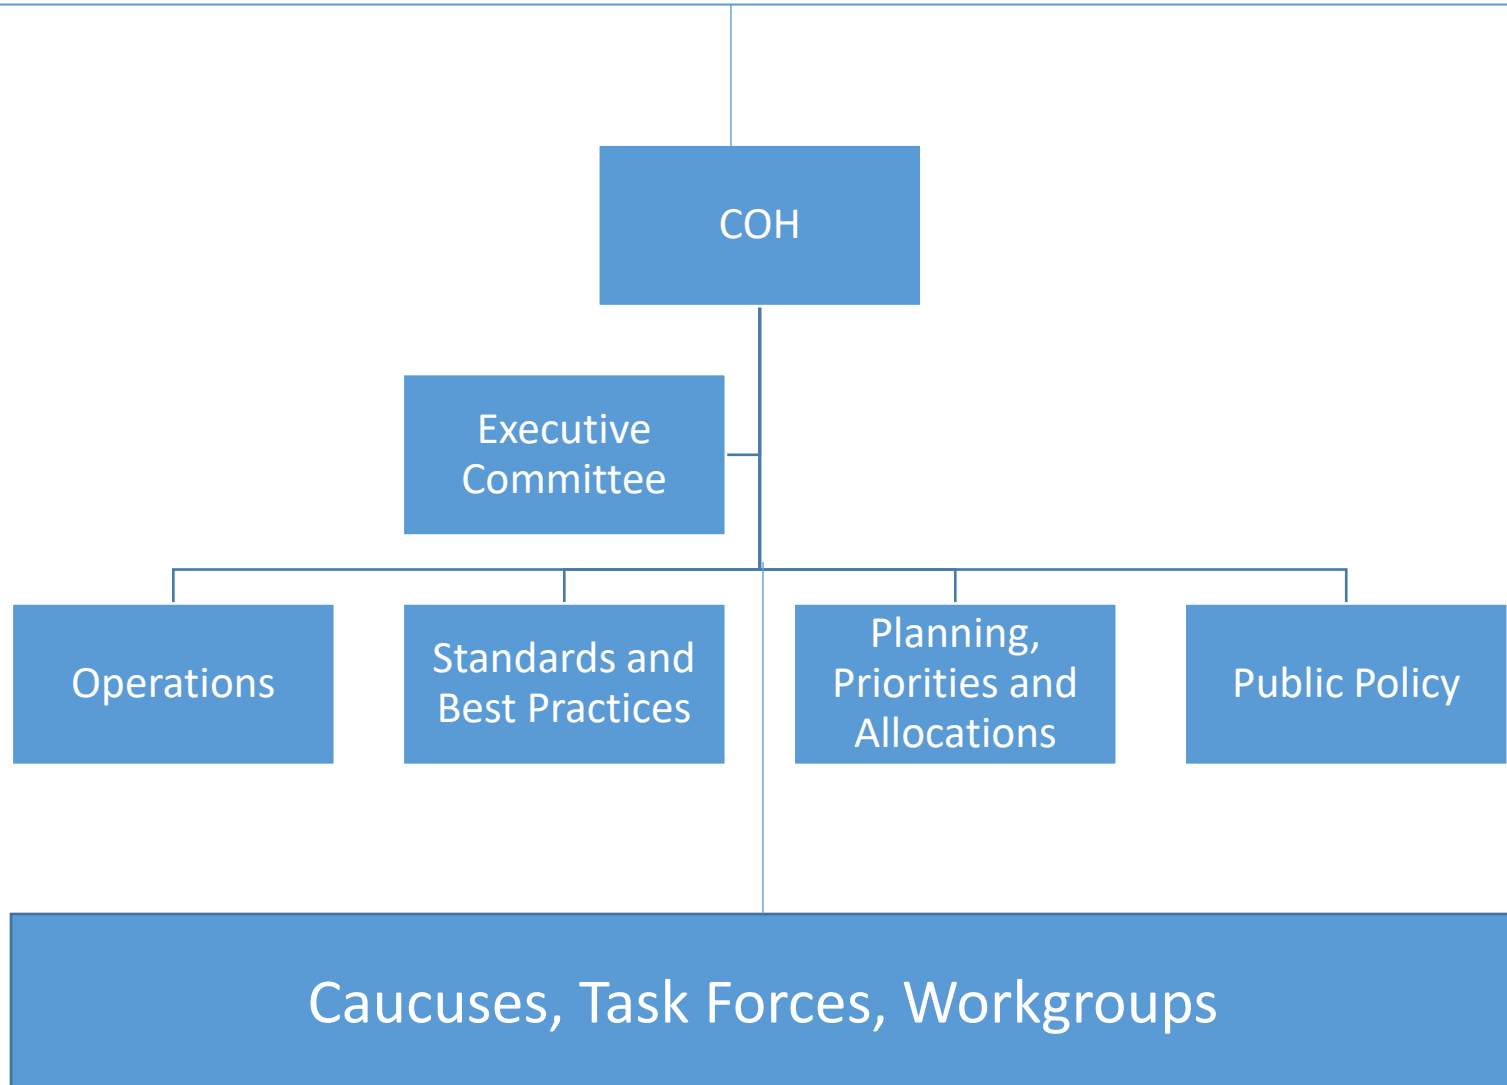 COH
Executive
Committee
Operations
Standards and
Best Practices
Planning,
Priorities and
Allocations
Public Policy
Caucuses, Task Forces, Workgroups